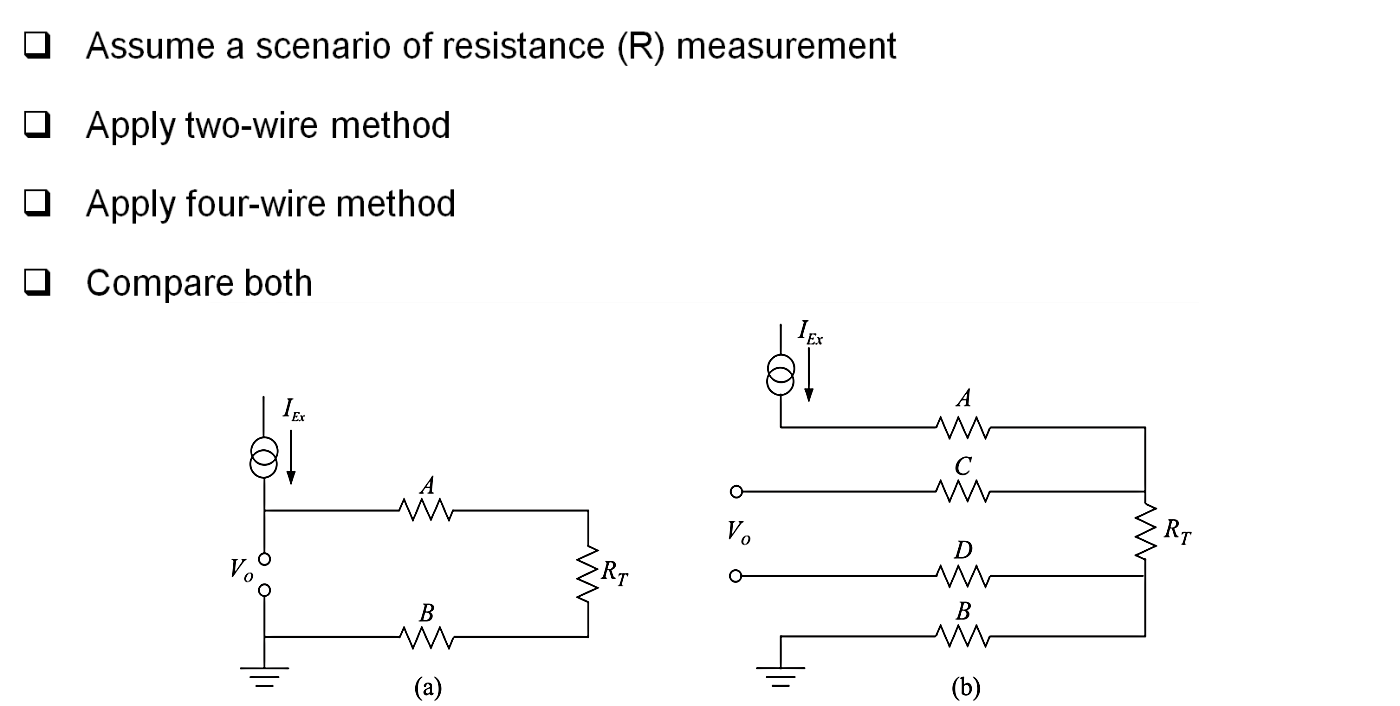 Assume a scenario of resistance (R) measurement
Apply two-wire method
Apply four-wire method
Compare both
I_Ex
A
V_o
R_T
B
(a)
I_Ex
A
C
V_o
R_T
D
B
(b)